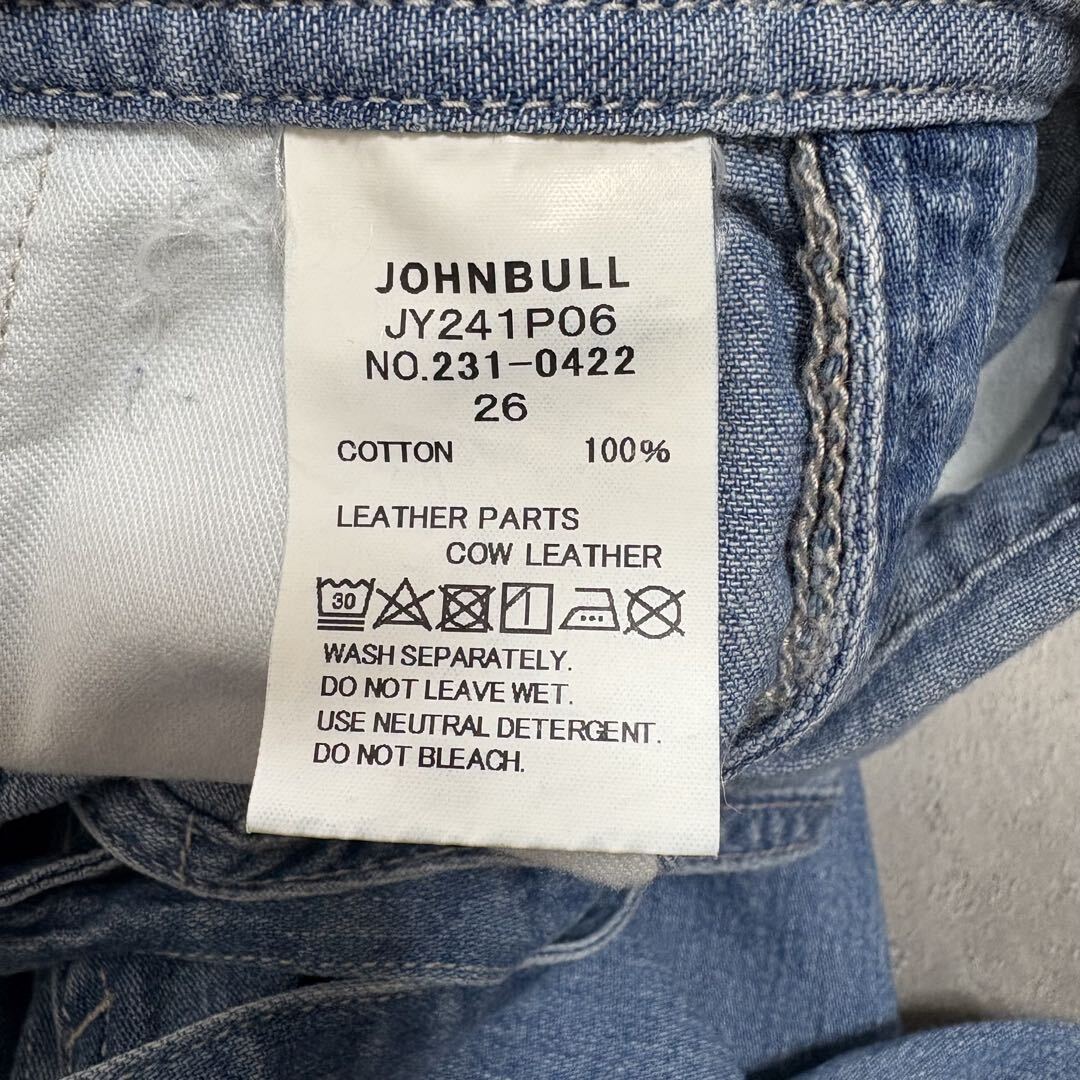 JOHNBULL
JY241P06
NO.231-0422
26
COTTON 100%
LEATHER PARTS
COW LEATHER
30
WASH SEPARATELY.
DO NOT LEAVE WET.
USE NEUTRAL DETERGENT.
DO NOT BLEACH.